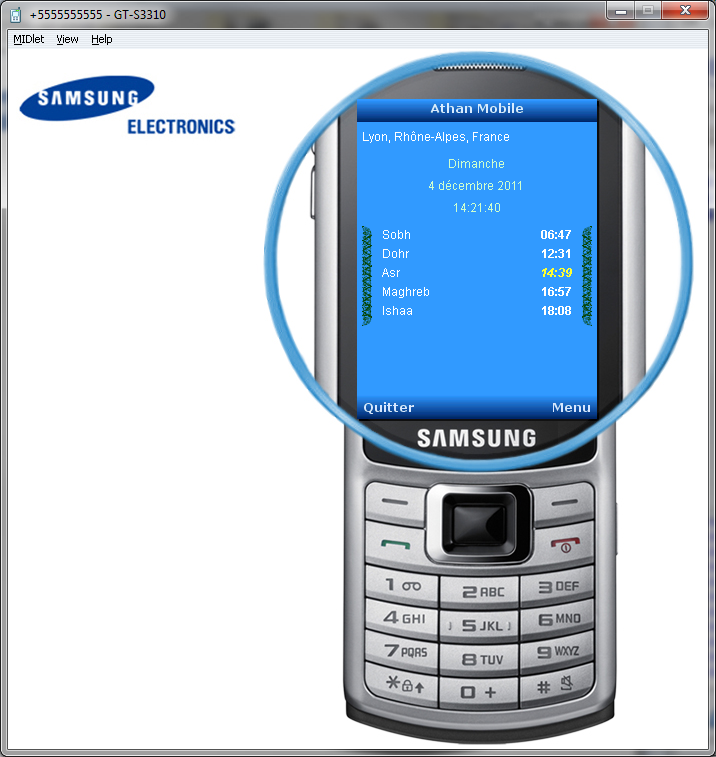 +5555555555 - GT-S3310
MIDlet View Help
SAMSUNG
ELECTRONICS
Athan Mobile
Lyon, Rhône-Alpes, France
Dimanche
4 décembre 2011
14:21:40
Sobh 06:47
Dohr 12:31
Asr 14:39
Maghreb 16:57
Ishaa 18:08
Quitter Menu
SAMSUNG
1 2 ABC 3 DEF
4 GHI 5 JKL 6 MNO
7 PQRS 8 TUV 9 WXYZ
* 0 + #